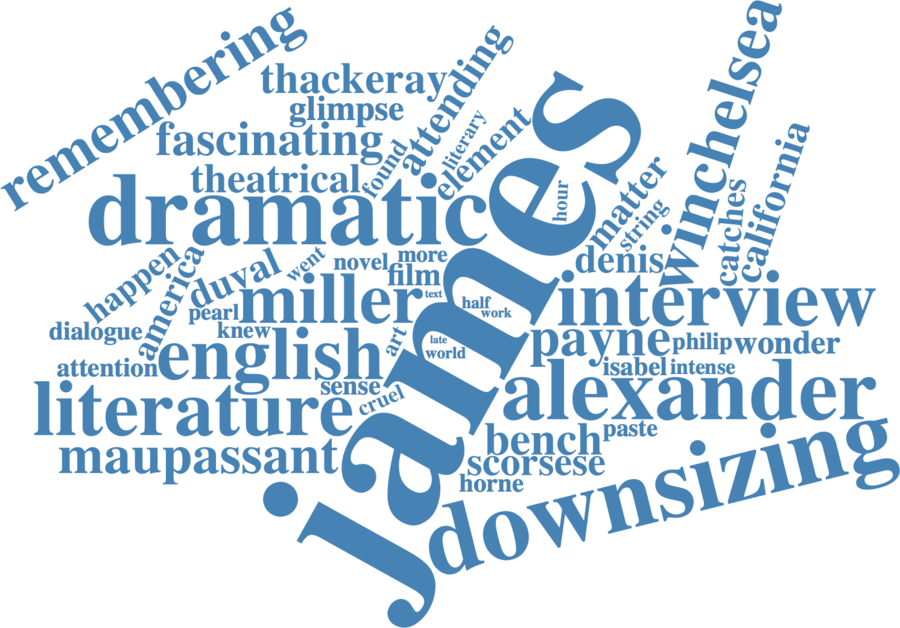 remembering
thackeray
glimpse
fascinating
theatrical
found
attending
literary
element
dramatic
james
hour
matter
string
winchelsea
catches
california
denis
happen
america
duval
went
novel
more
film
text
pearl
miller
half
work
interview
dialogue
knew
art
late
world
payne
philip
wonder
attention
english
sense
cruel
isabel
intense
literature
alexander
maupassant
bench
paste
scorsese
horne
downsizing